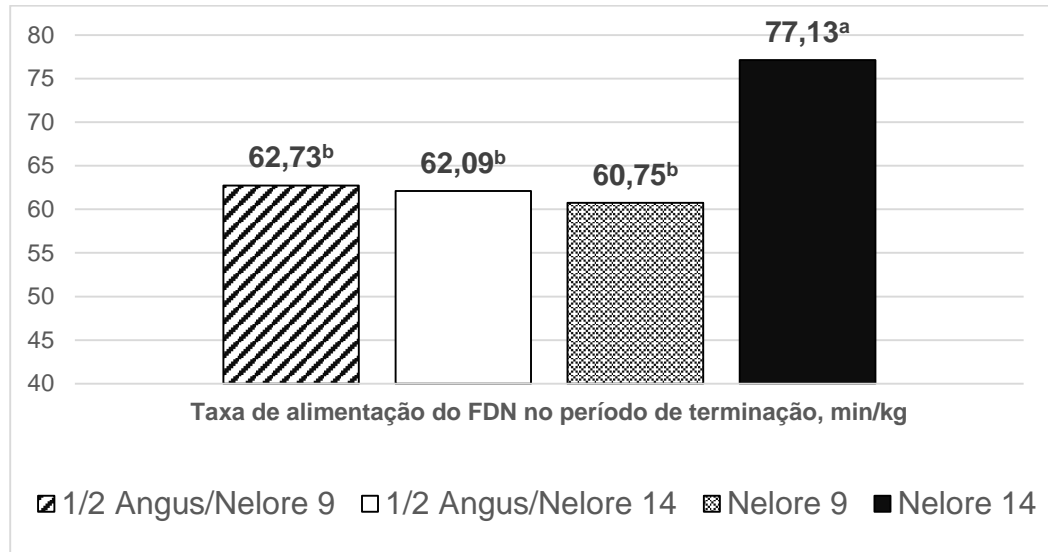 80
77,13ᵃ
75
70
65
62,73ᵇ
62,09ᵇ
60,75ᵇ
60
55
50
45
40
Taxa de alimentação do FDN no período de terminação, min/kg
1/2 Angus/Nelore 9 1/2 Angus/Nelore 14 Nelore 9 Nelore 14